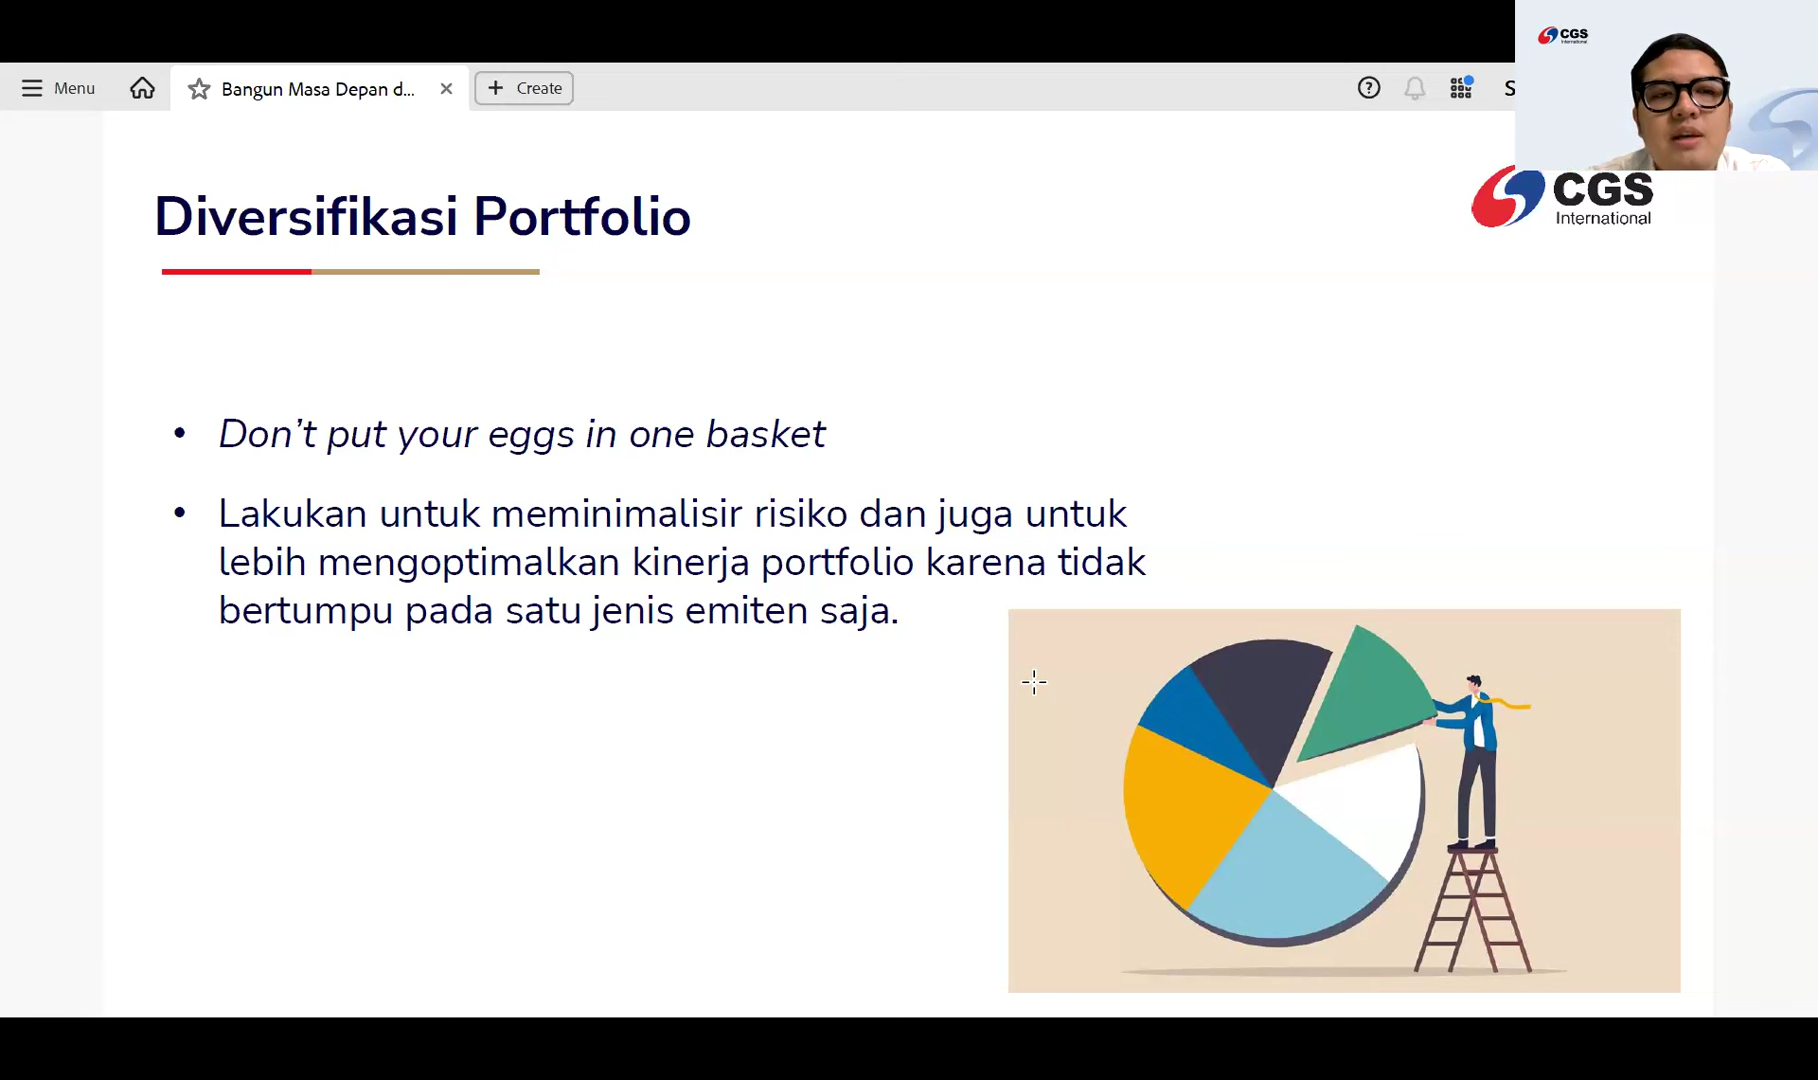 CGS
International
Menu
Bangun Masa Depan d...
Create
S
CGS
International
Diversifikasi Portfolio
• Don't put your eggs in one basket
• Lakukan untuk meminimalisir risiko dan juga untuk
lebih mengoptimalkan kinerja portfolio karena tidak
bertumpu pada satu jenis emiten saja.